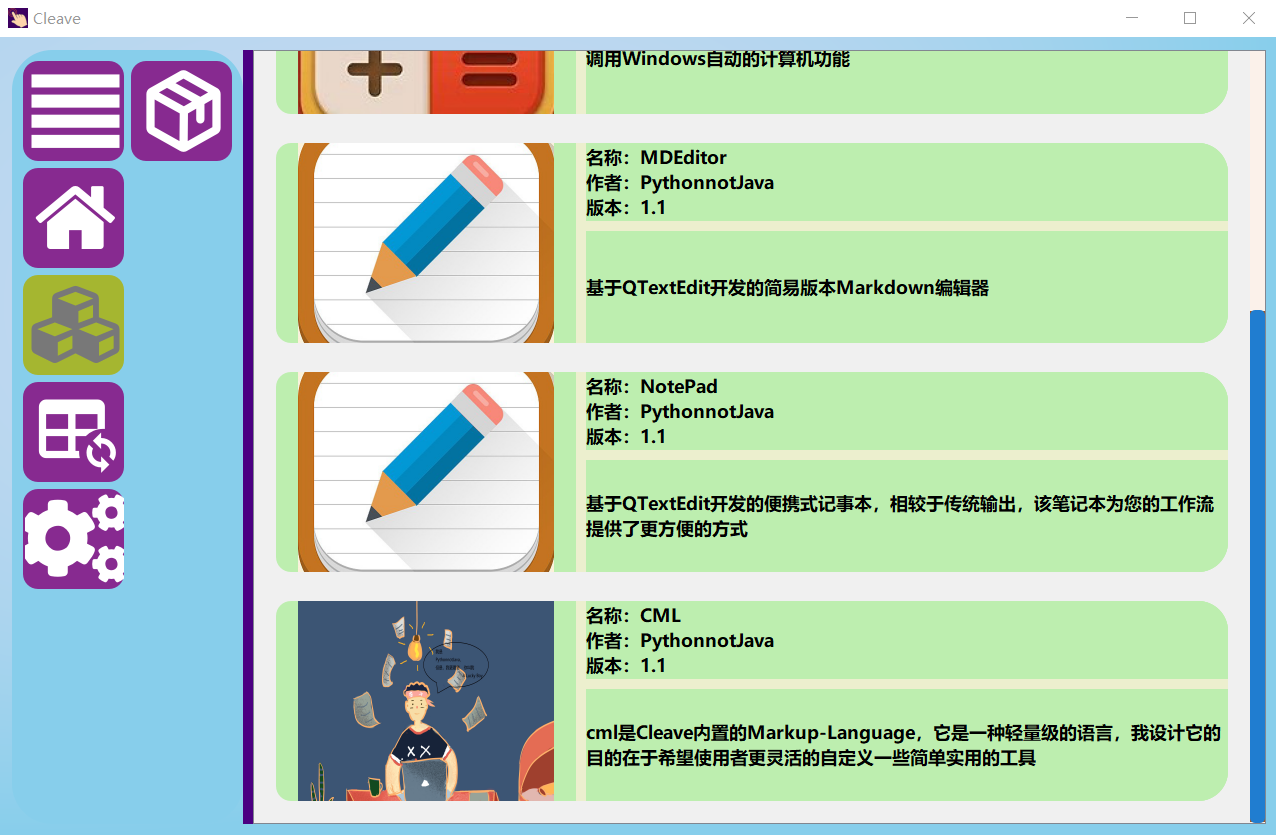 Cleave
调用Windows自动的计算机功能
名称：MDEditor
作者：PythonnotJava
版本：1.1
基于QTextEdit开发的简易版本Markdown编辑器
名称：NotePad
作者：PythonnotJava
版本：1.1
基于QTextEdit开发的便携式记事本，相较于传统输出，该笔记本为您的工作流
提供了更方便的方式
名称：CML
作者：PythonnotJava
版本：1.1
cml是Cleave内置的Markup-Language，它是一种轻量级的语言，我设计它的
目的在于希望使用者更灵活的自定义一些简单实用的工具